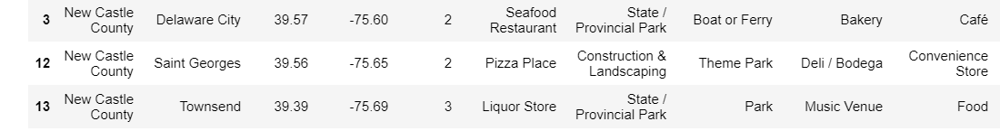 3 New Castle County Delaware City 39.57 -75.60 2 Seafood Restaurant State / Provincial Park Boat or Ferry Bakery Café
12 New Castle County Saint Georges 39.56 -75.65 2 Pizza Place Construction & Landscaping Theme Park Deli / Bodega Convenience Store
13 New Castle County Townsend 39.39 -75.69 3 Liquor Store State / Provincial Park Park Music Venue Food